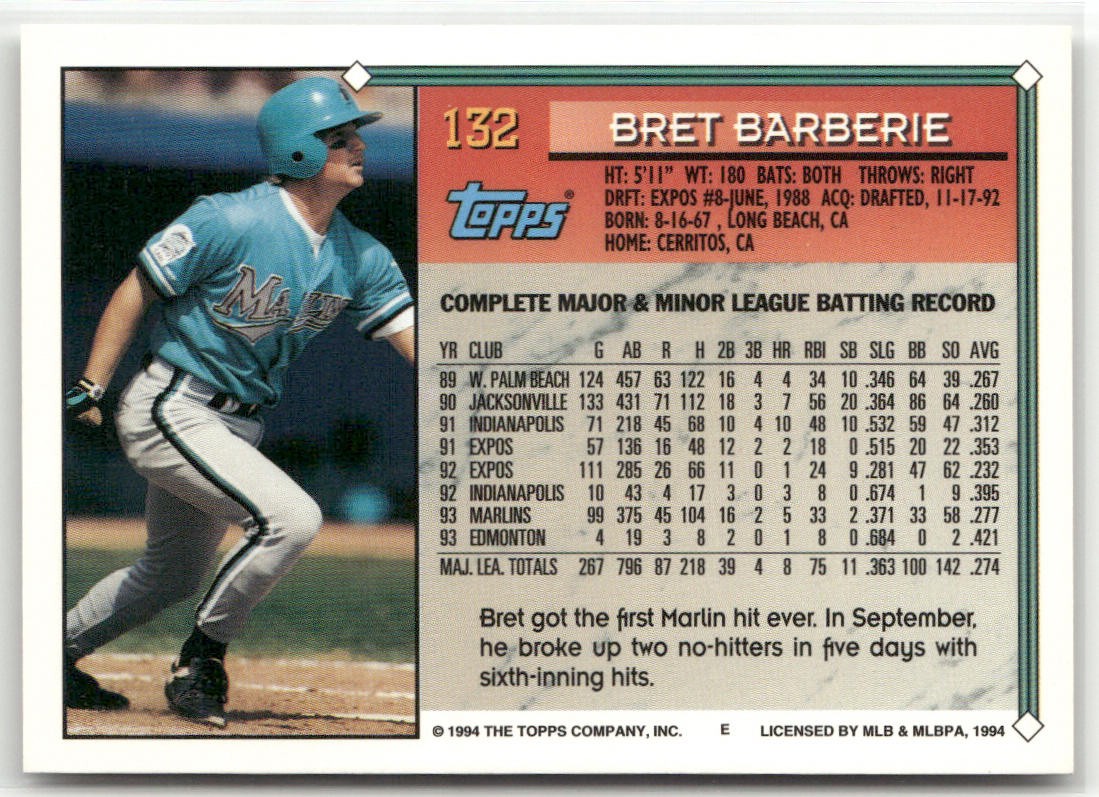 132 BRET BARBERIE
Topps®
HT: 5'11" WT: 180 BATS: BOTH THROWS: RIGHT
DRFT: EXPOS #8-JUNE, 1988 ACQ: DRAFTED, 11-17-92
BORN: 8-16-67 , LONG BEACH, CA
HOME: CERRITOS, CA
COMPLETE MAJOR & MINOR LEAGUE BATTING RECORD
YR CLUB G AB R H 2B 3B HR RBI SB SLG BB SO AVG
89 W. PALM BEACH 124 457 63 122 16 4 4 34 10 .346 64 39 .267
90 JACKSONVILLE 133 431 71 112 18 3 7 56 20 .364 86 64 .260
91 INDIANAPOLIS 71 218 45 68 10 4 10 48 10 .532 59 47 .312
91 EXPOS 57 136 16 48 12 2 2 18 0 .515 20 22 .353
92 EXPOS 111 285 26 66 11 0 1 24 9 .281 47 62 .232
92 INDIANAPOLIS 10 43 4 17 3 0 3 8 0 .674 1 9 .395
93 MARLINS 99 375 45 104 16 2 5 33 2 .371 33 58 .277
93 EDMONTON 4 19 3 8 2 0 1 8 0 .684 0 2 .421
MAJ. LEA. TOTALS 267 796 87 218 39 4 8 75 11 .363 100 142 .274
Bret got the first Marlin hit ever. In September,
he broke up two no-hitters in five days with
sixth-inning hits.
© 1994 THE TOPPS COMPANY, INC. E LICENSED BY MLB & MLBPA, 1994